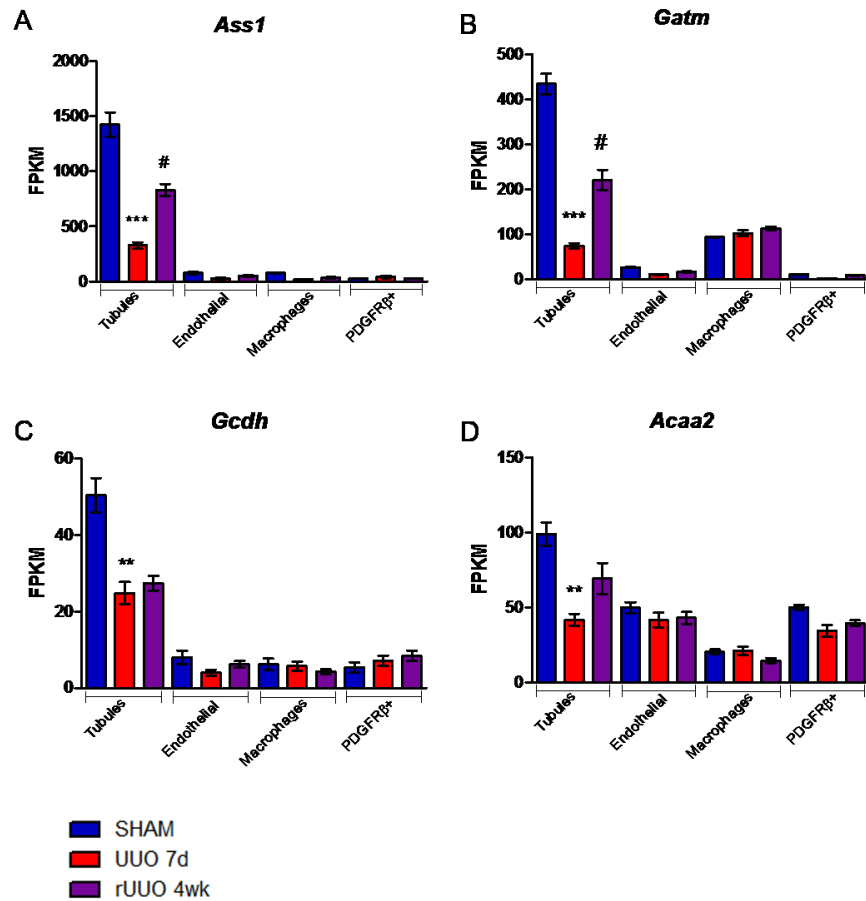 A
Ass1
FPKM
2000
1500
1000
500
0
***
#
Tubules
Endothelial
Macrophages
PDGFRβ+
B
Gatm
FPKM
500
400
300
200
100
0
***
#
Tubules
Endothelial
Macrophages
PDGFRβ+
C
Gcdh
FPKM
60
40
20
0
**
Tubules
Endothelial
Macrophages
PDGFRβ+
D
Acaa2
FPKM
150
100
50
0
**
Tubules
Endothelial
Macrophages
PDGFRβ+
SHAM
UUO 7d
rUUO 4wk